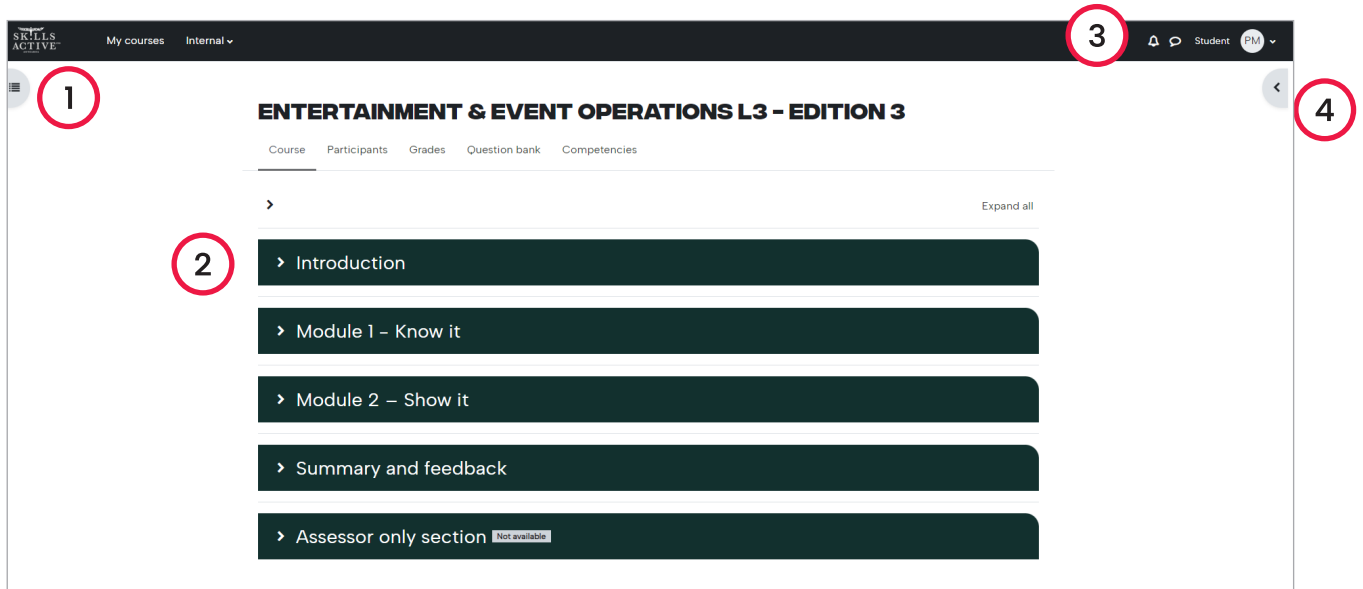 SKILLS
ACTIVE
My courses
Internal
3
Student
PM
1
4
ENTERTAINMENT & EVENT OPERATIONS L3 – EDITION 3
Course
Participants
Grades
Question bank
Competencies
Expand all
2
Introduction
Module 1 - Know it
Module 2 – Show it
Summary and feedback
Assessor only section
Not available